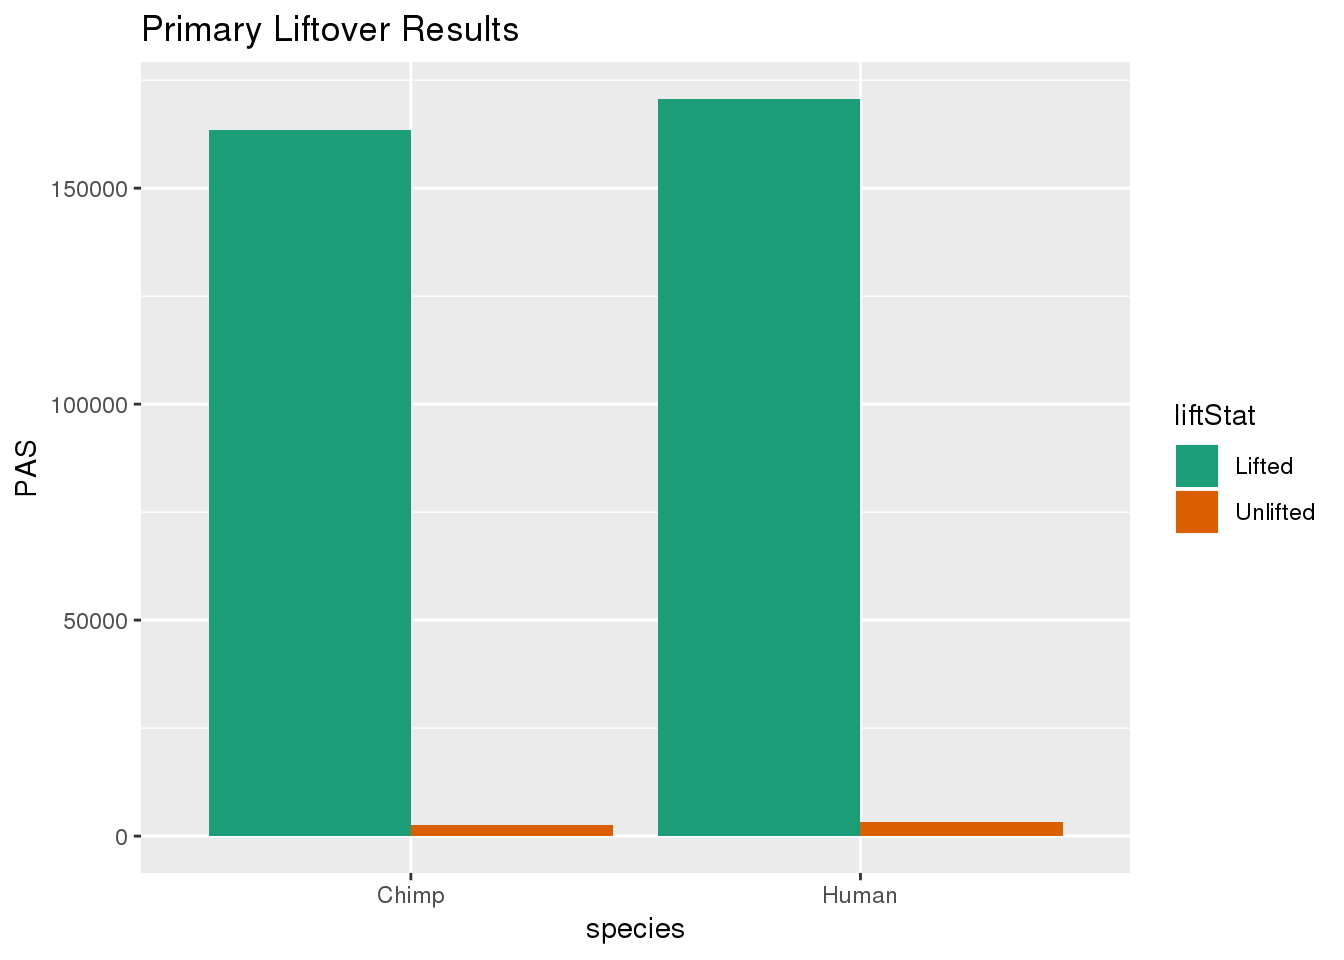 Primary Liftover Results
150000
100000
50000
0
PAS
Chimp
Human
species
liftStat
Lifted
Unlifted